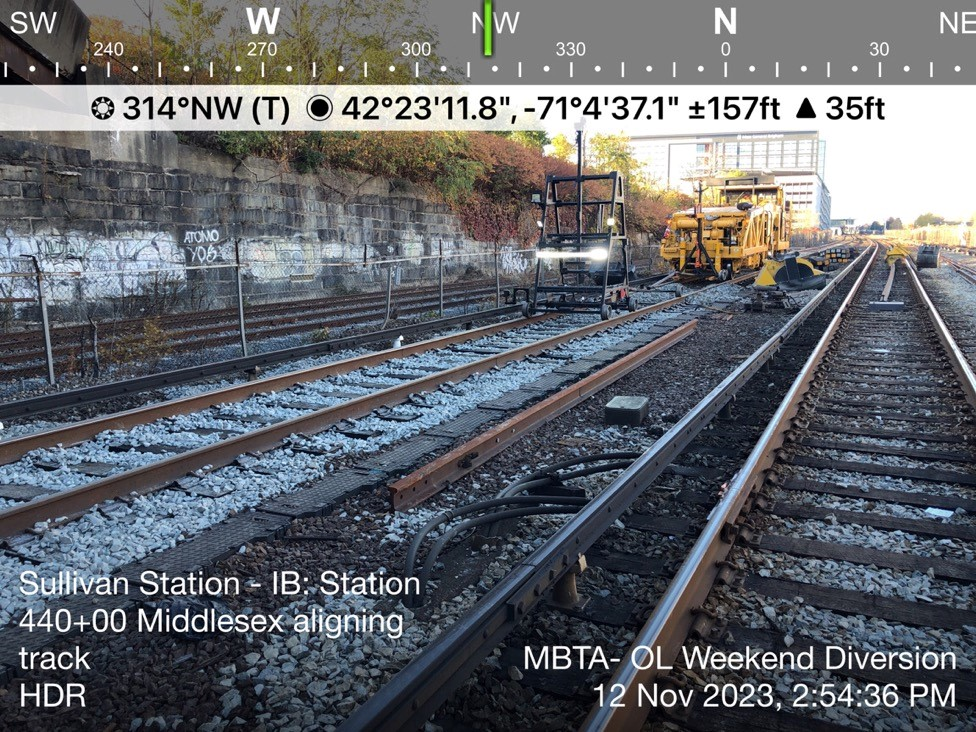 SW W NW N NE
240 270 300 330 0 30
314°NW (T) 42°23'11.8", -71°4'37.1" ±157ft ▲ 35ft
ATOMO
YOS
Sullivan Station - IB: Station
440+00 Middlesex aligning
track
HDR
MBTA- OL Weekend Diversion
12 Nov 2023, 2:54:36 PM